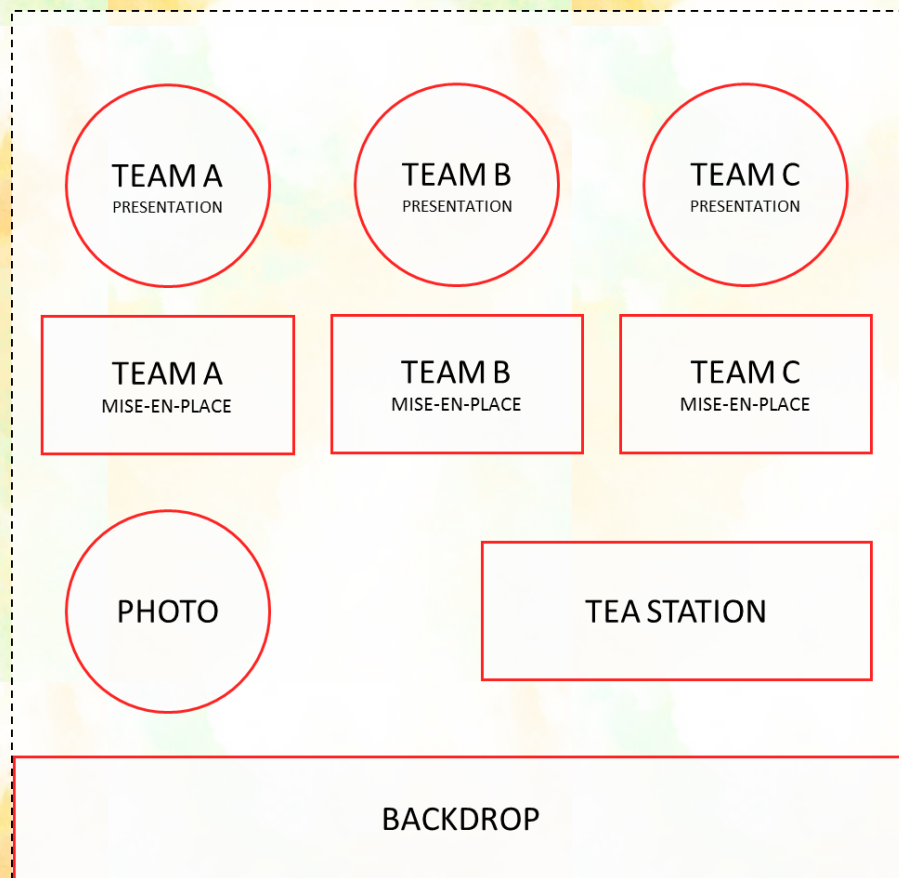 TEAM A
PRESENTATION
TEAM B
PRESENTATION
TEAM C
PRESENTATION
TEAM A
MISE-EN-PLACE
TEAM B
MISE-EN-PLACE
TEAM C
MISE-EN-PLACE
PHOTO
TEA STATION
BACKDROP